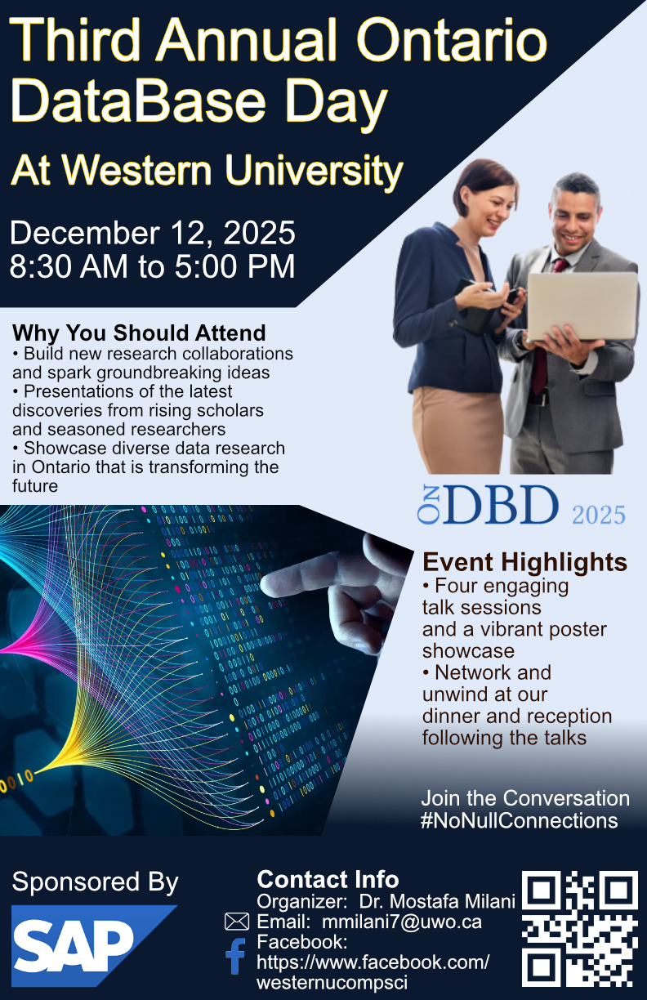 Third Annual Ontario
DataBase Day
At Western University
December 12, 2025
8:30 AM to 5:00 PM
Why You Should Attend
• Build new research collaborations
and spark groundbreaking ideas
• Presentations of the latest
discoveries from rising scholars
and seasoned researchers
• Showcase diverse data research
in Ontario that is transforming the
future
ON DBD 2025
Event Highlights
• Four engaging
talk sessions
and a vibrant poster
showcase
• Network and
unwind at our
dinner and reception
following the talks
Join the Conversation
#NoNullConnections
Sponsored By
SAP
Contact Info
Organizer: Dr. Mostafa Milani
Email: mmilani7@uwo.ca
Facebook:
https://www.facebook.com/
westernucompsci